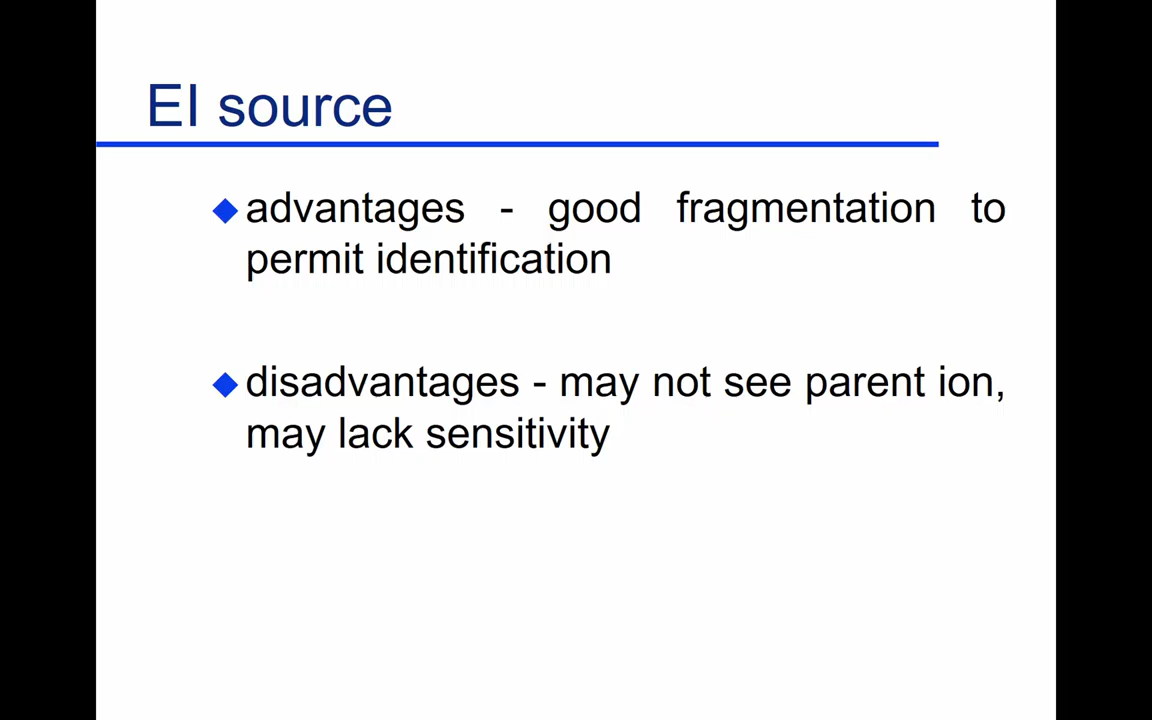 EI source
advantages - good fragmentation to
permit identification
disadvantages - may not see parent ion,
may lack sensitivity